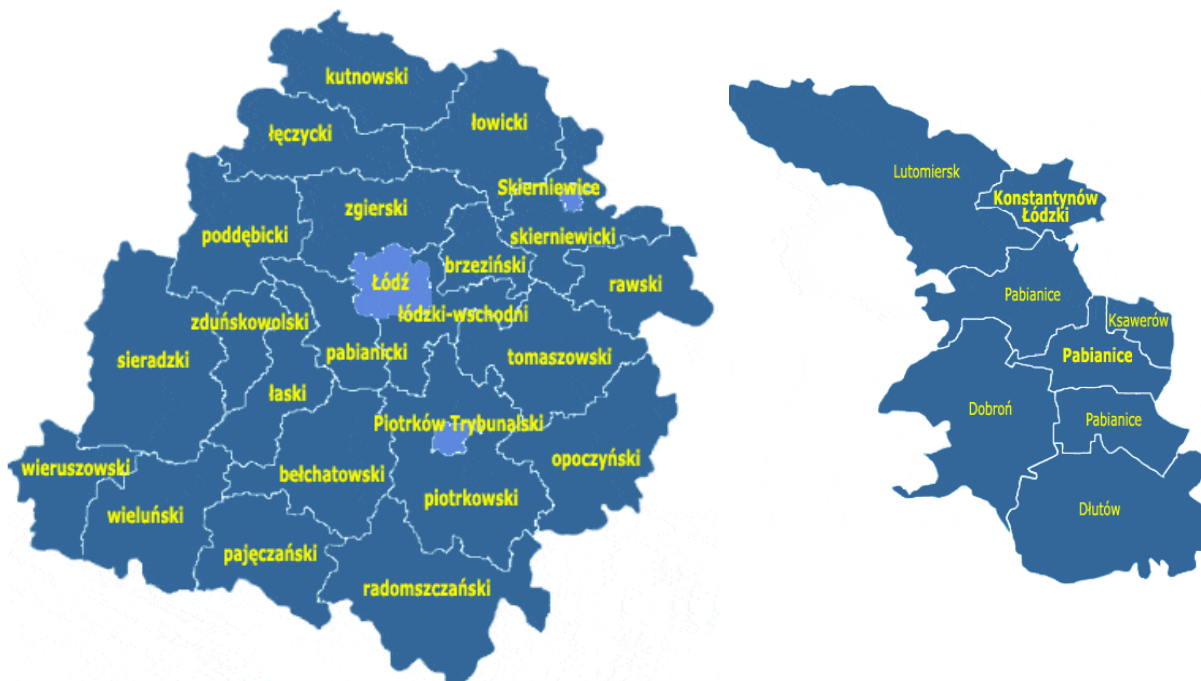 kutnowski
łęczycki
łowicki
Skierniewice
zgierski
poddębicki
skierniewicki
brzeziński
Łódź
rawski
łódzki-wschodni
zduńskowolski
sieradzki
pabianicki
tomaszowski
łaski
Piotrków Trybunalski
wieruszowski
bełchatowski
opoczyński
piotrkowski
wieluński
pajęczański
radomszczański
Lutomiersk
Konstantynów
Łódzki
Pabianice
Ksawerów
Pabianice
Dobroń
Pabianice
Dłutów